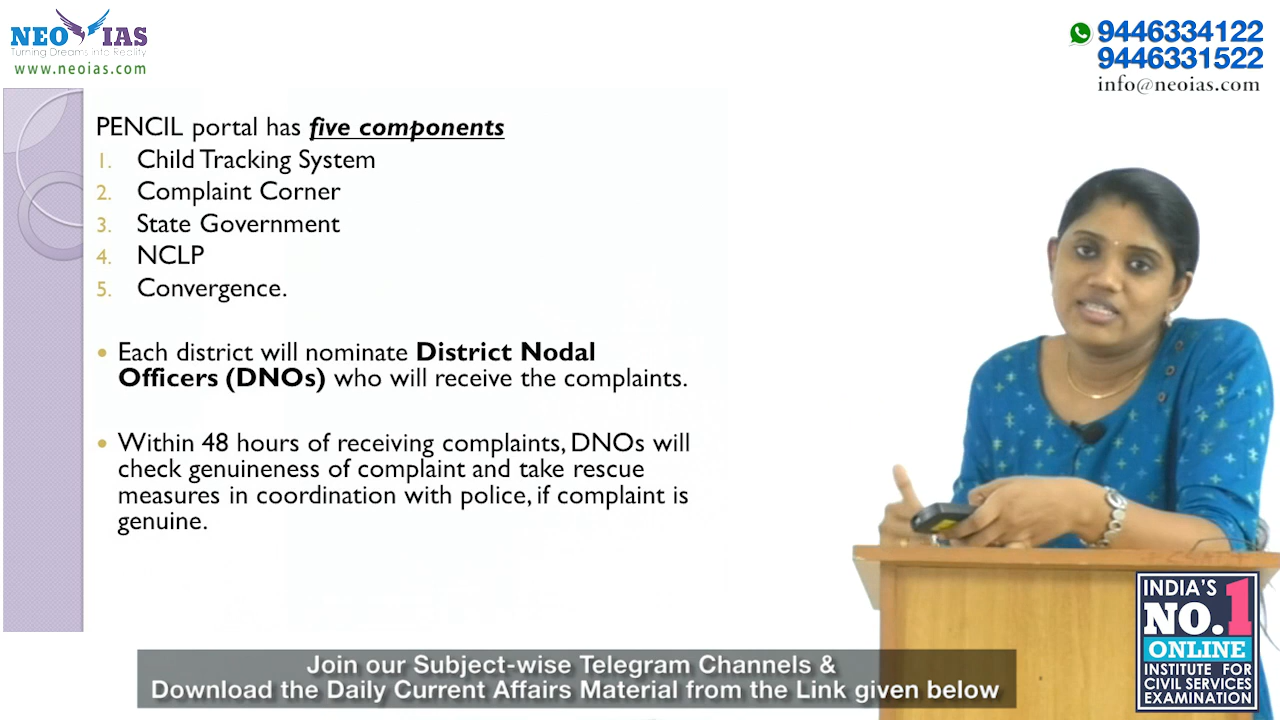 NEO IAS
Turning Dreams into Reality
www.neoias.com
9446334122
9446331522
info@neoias.com
PENCIL portal has five components
1. Child Tracking System
2. Complaint Corner
3. State Government
4. NCLP
5. Convergence.
• Each district will nominate District Nodal
Officers (DNOs) who will receive the complaints.
• Within 48 hours of receiving complaints, DNOs will
check genuineness of complaint and take rescue
measures in coordination with police, if complaint is
genuine.
INDIA'S
NO.1
ONLINE
INSTITUTE FOR
CIVIL SERVICES
EXAMINATION
Join our Subject-wise Telegram Channels &
Download the Daily Current Affairs Material from the Link given below